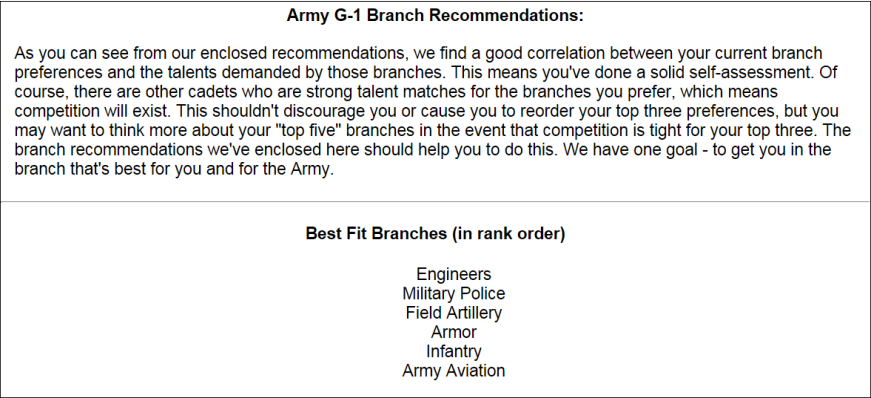 Army G-1 Branch Recommendations:
As you can see from our enclosed recommendations, we find a good correlation between your current branch
preferences and the talents demanded by those branches. This means you've done a solid self-assessment. Of
course, there are other cadets who are strong talent matches for the branches you prefer, which means
competition will exist. This shouldn't discourage you or cause you to reorder your top three preferences, but you
may want to think more about your "top five" branches in the event that competition is tight for your top three. The
branch recommendations we've enclosed here should help you to do this. We have one goal - to get you in the
branch that's best for you and for the Army.
Best Fit Branches (in rank order)
Engineers
Military Police
Field Artillery
Armor
Infantry
Army Aviation